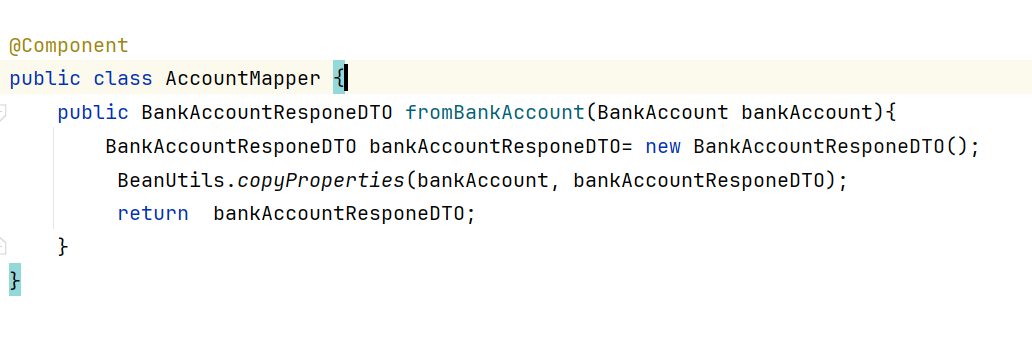 @Component
public class AccountMapper {
public BankAccountResponeDTO fromBankAccount(BankAccount bankAccount){
BankAccountResponeDTO bankAccountResponeDTO= new BankAccountResponeDTO();
BeanUtils.copyProperties(bankAccount, bankAccountResponeDTO);
return  bankAccountResponeDTO;
}
}